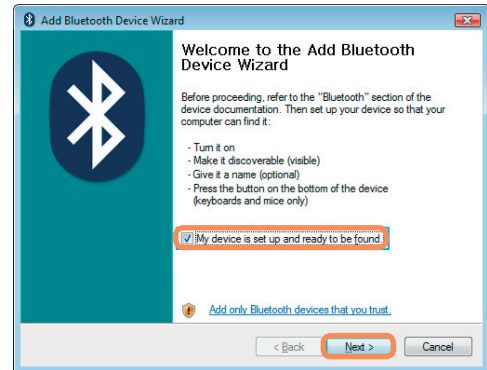 Add Bluetooth Device Wizard
Welcome to the Add Bluetooth
Device Wizard
Before proceeding, refer to the "Bluetooth" section of the
device documentation. Then set up your device so that your
computer can find it:
- Turn it on
- Make it discoverable (visible)
- Give it a name (optional)
- Press the button on the bottom of the device
(keyboards and mice only)
My device is set up and ready to be found
Add only Bluetooth devices that you trust.
< Back
Next >
Cancel